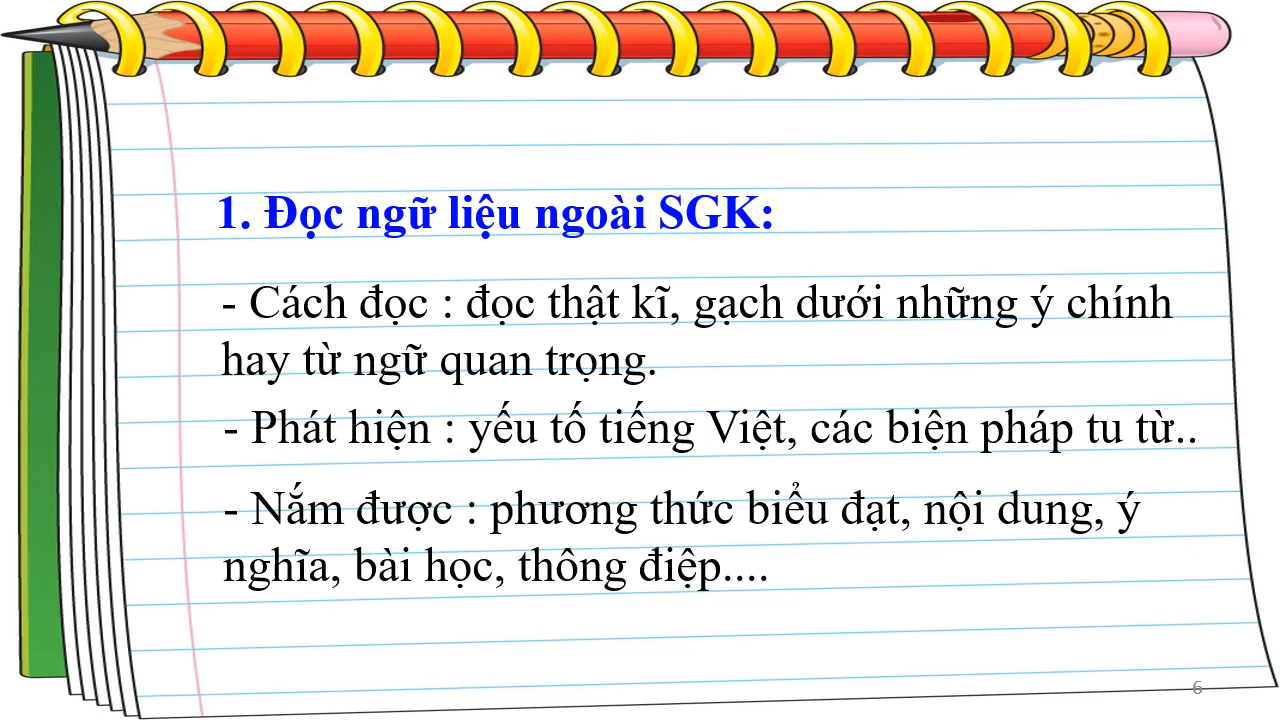 1. Đọc ngữ liệu ngoài SGK:
- Cách đọc : đọc thật kĩ, gạch dưới những ý chính
hay từ ngữ quan trọng.
- Phát hiện : yếu tố tiếng Việt, các biện pháp tu từ..
- Nắm được : phương thức biểu đạt, nội dung, ý
nghĩa, bài học, thông điệp....
6